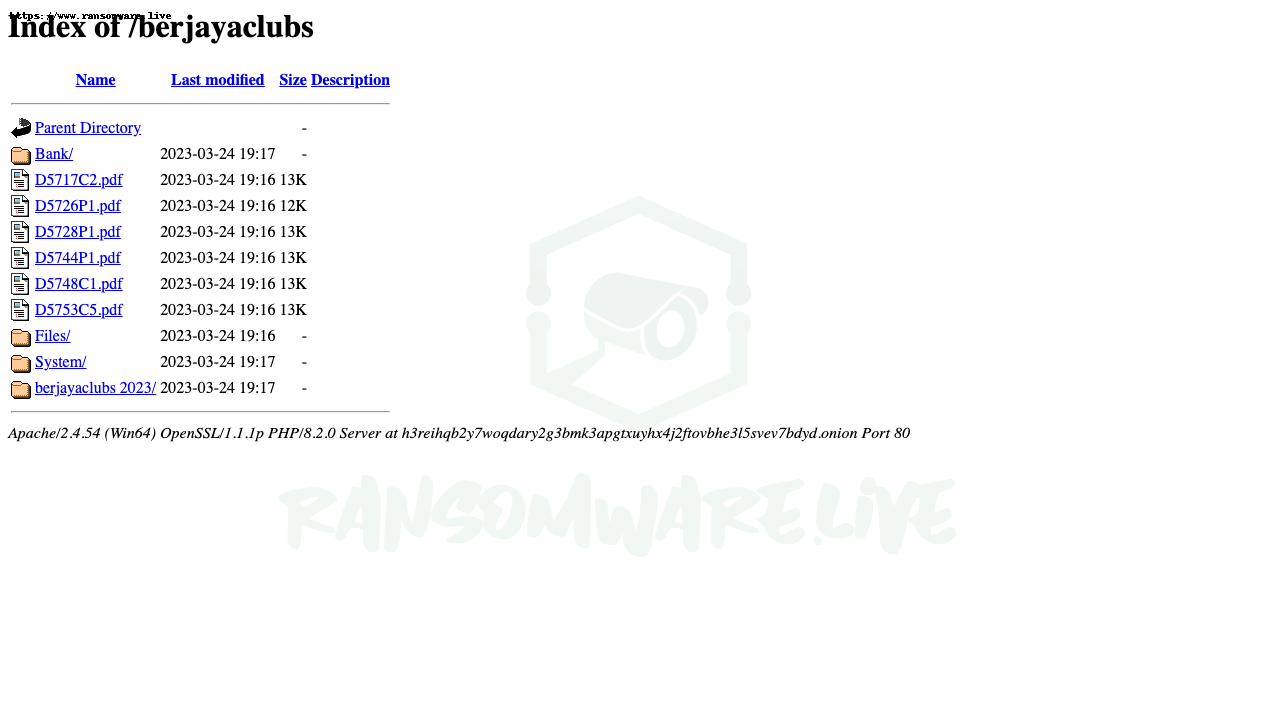 https://www.ransomware.live
Index of /berjayaclubs
Name Last modified Size Description
Parent Directory -
Bank/ 2023-03-24 19:17 -
D5717C2.pdf 2023-03-24 19:16 13K
D5726P1.pdf 2023-03-24 19:16 12K
D5728P1.pdf 2023-03-24 19:16 13K
D5744P1.pdf 2023-03-24 19:16 13K
D5748C1.pdf 2023-03-24 19:16 13K
D5753C5.pdf 2023-03-24 19:16 13K
Files/ 2023-03-24 19:16 -
System/ 2023-03-24 19:17 -
berjayaclubs 2023/ 2023-03-24 19:17 -
Apache/2.4.54 (Win64) OpenSSL/1.1.1p PHP/8.2.0 Server at h3reihqb2y7woqdary2g3bmk3apgtxuyhx4j2ftovbhe3l5svev7bdyd.onion Port 80
RANSOMWARE.LIVE